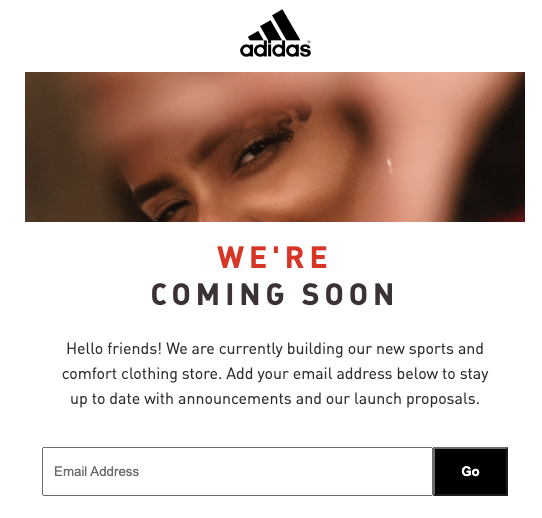 adidas
WE'RE
COMING SOON
Hello friends! We are currently building our new sports and
comfort clothing store. Add your email address below to stay
up to date with announcements and our launch proposals.
Email Address
Go